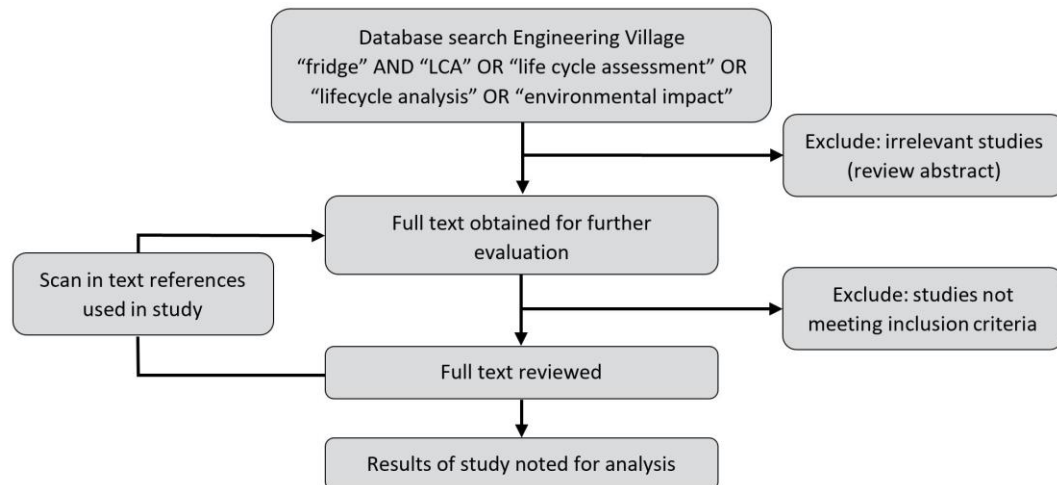 Database search Engineering Village
“fridge” AND “LCA” OR “life cycle assessment” OR
“lifecycle analysis” OR “environmental impact”
Exclude: irrelevant studies
(review abstract)
Full text obtained for further
evaluation
Scan in text references
used in study
Exclude: studies not
meeting inclusion criteria
Full text reviewed
Results of study noted for analysis